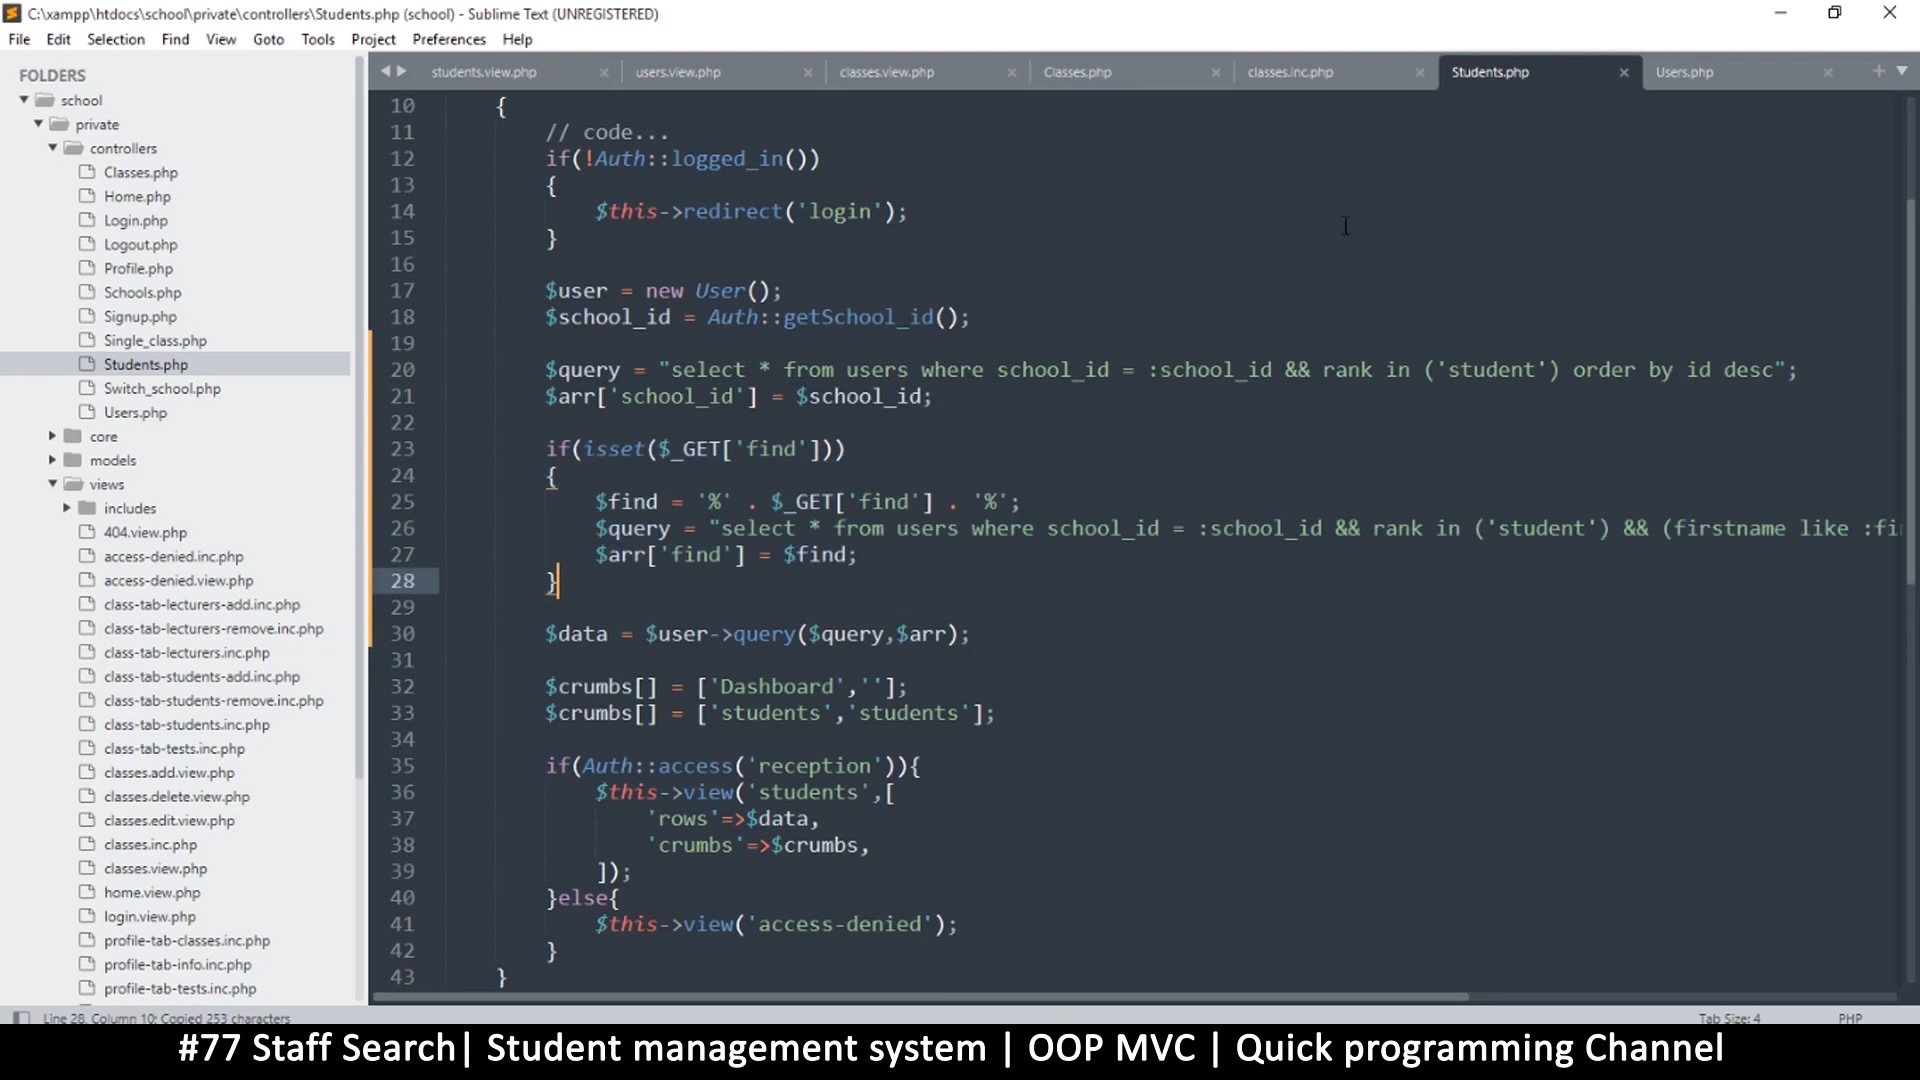 C:\xampp\htdocs\school\private\controllers\Students.php (school) - Sublime Text (UNREGISTERED)
File Edit Selection Find View Goto Tools Project Preferences Help
FOLDERS
school
private
controllers
Classes.php
Home.php
Login.php
Logout.php
Profile.php
Schools.php
Signup.php
Single_class.php
Students.php
Switch_school.php
Users.php
core
models
views
includes
404.view.php
access-denied.inc.php
access-denied.view.php
class-tab-lecturers-add.inc.php
class-tab-lecturers-remove.inc.php
class-tab-lecturers.inc.php
class-tab-students-add.inc.php
class-tab-students-remove.inc.php
class-tab-students.inc.php
class-tab-tests.inc.php
classes.add.view.php
classes.delete.view.php
classes.edit.view.php
classes.inc.php
classes.view.php
home.view.php
login.view.php
profile-tab-classes.inc.php
profile-tab-info.inc.php
profile-tab-tests.inc.php
students.view.php users.view.php classes.view.php Classes.php classes.inc.php Students.php Users.php
10 {
11 // code...
12 if(!Auth::logged_in())
13 {
14 $this->redirect('login');
15 }
16
17 $user = new User();
18 $school_id = Auth::getSchool_id();
19
20 $query = "select * from users where school_id = :school_id && rank in ('student') order by id desc";
21 $arr['school_id'] = $school_id;
22
23 if(isset($_GET['find']))
24 {
25 $find = '%' . $_GET['find'] . '%';
26 $query = "select * from users where school_id = :school_id && rank in ('student') && (firstname like :fi
27 $arr['find'] = $find;
28 }
29
30 $data = $user->query($query,$arr);
31
32 $crumbs[] = ['Dashboard',''];
33 $crumbs[] = ['students','students'];
34
35 if(Auth::access('reception')){
36 $this->view('students',[
37 'rows'=>$data,
38 'crumbs'=>$crumbs,
39 ]);
40 }else{
41 $this->view('access-denied');
42 }
43 }
Line 28, Column 10; Copied 253 characters Tab Size: 4 PHP
#77 Staff Search| Student management system | OOP MVC | Quick programming Channel